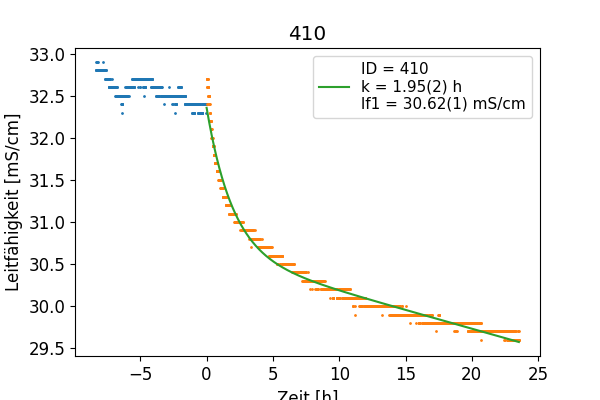 410
33.0
32.5
32.0
31.5
31.0
30.5
30.0
29.5
Leitfähigkeit [mS/cm]
ID = 410
k = 1.95(2) h
lf1 = 30.62(1) mS/cm
−5 0 5 10 15 20 25
Zeit [h]